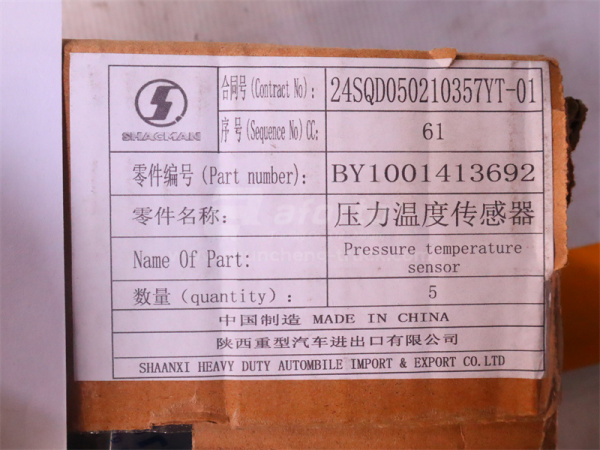 SHACMAN
合同号(Contract No): 24SQD050210357YT-01
序号(Sequence No)CC: 61
零件编号(Part number): BY1001413692
零件名称: 压力温度传感器
Name Of Part: Pressure temperature
sensor
数量(quantity): 5
中国制造 MADE IN CHINA
陕西重型汽车进出口有限公司
SHAANXI HEAVY DUTY AUTOMBILE IMPORT & EXPORT CO.LTD